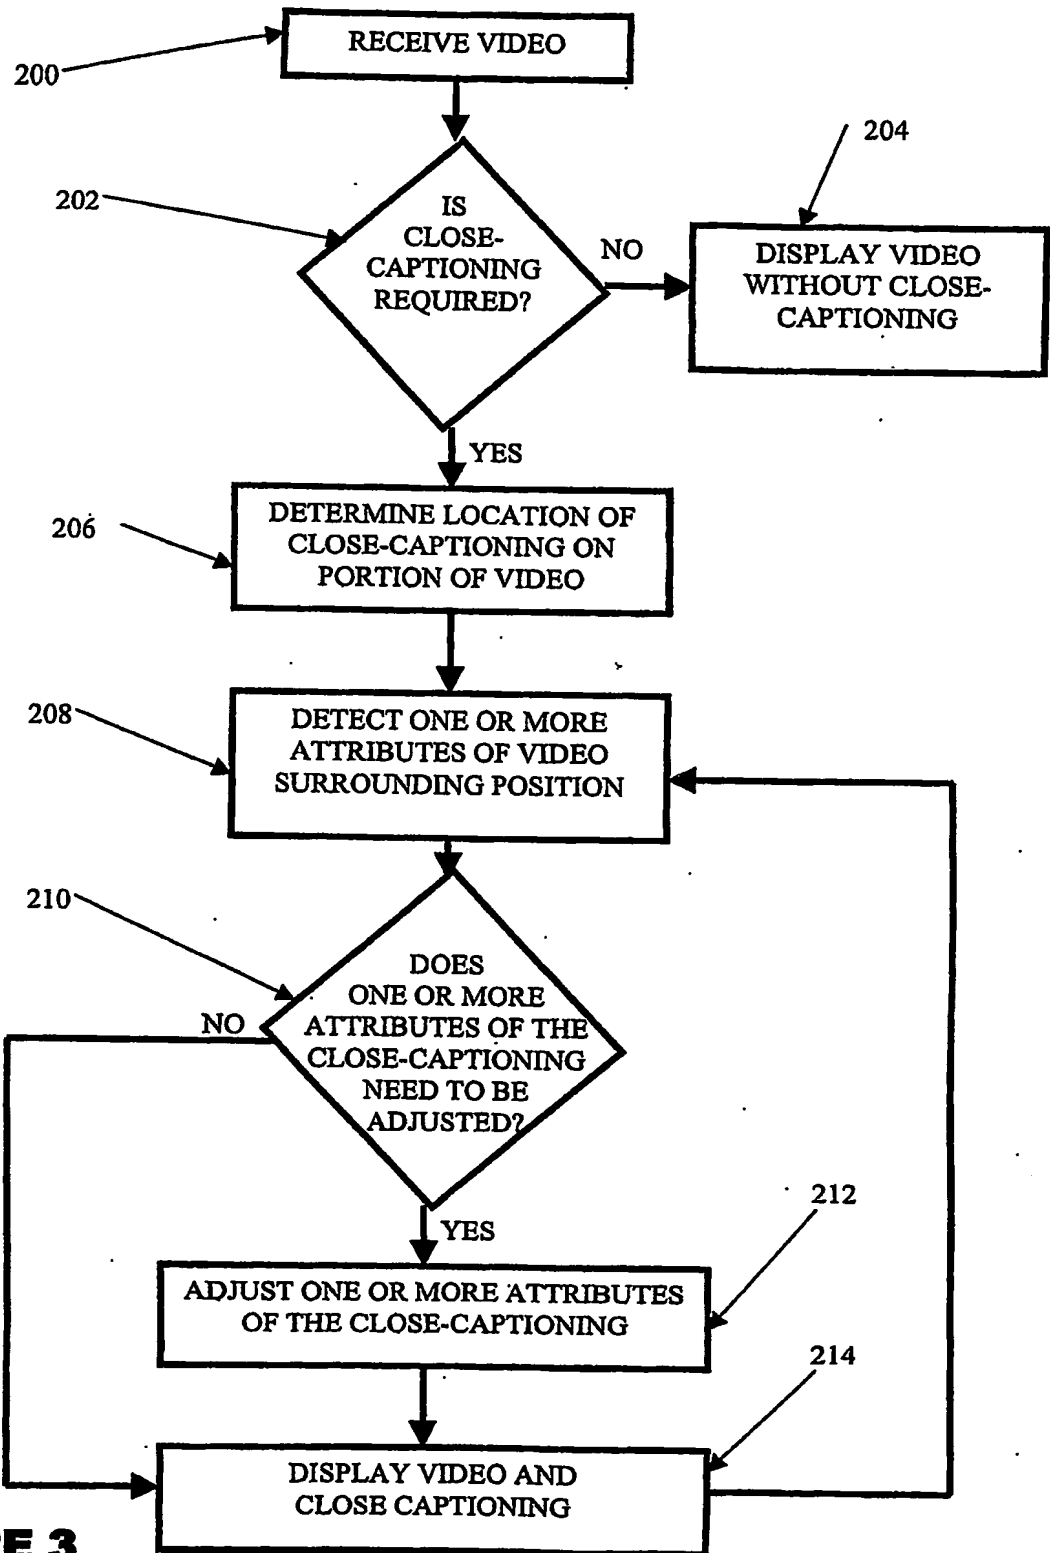 RECEIVE VIDEO
200
204
202
IS
CLOSE-
CAPTIONING
REQUIRED?
NO
DISPLAY VIDEO
WITHOUT CLOSE-
CAPTIONING
YES
206
DETERMINE LOCATION OF
CLOSE-CAPTIONING ON
PORTION OF VIDEO
208
DETECT ONE OR MORE
ATTRIBUTES OF VIDEO
SURROUNDING POSITION
210
DOES
ONE OR MORE
ATTRIBUTES OF THE
CLOSE-CAPTIONING
NEED TO BE
ADJUSTED?
NO
YES
212
ADJUST ONE OR MORE ATTRIBUTES
OF THE CLOSE-CAPTIONING
214
DISPLAY VIDEO AND
CLOSE CAPTIONING
3